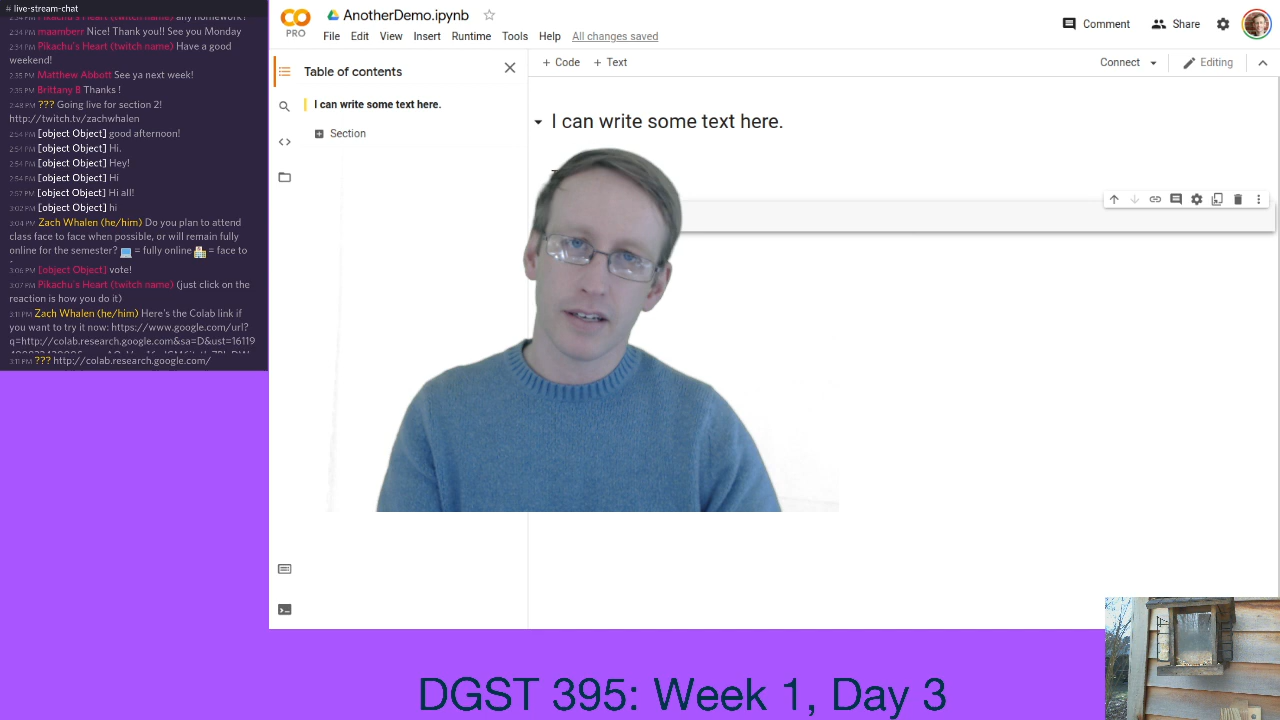 # live-stream-chat
2:34 PM Pikachu's Heart (twitch name) any homework?
2:34 PM maamberr Nice! Thank you!! See you Monday
2:34 PM Pikachu's Heart (twitch name) Have a good
weekend!
2:35 PM Matthew Abbott See ya next week!
2:35 PM Brittany B Thanks !
2:48 PM ??? Going live for section 2!
http://twitch.tv/zachwhalen
2:54 PM [object Object] good afternoon!
2:54 PM [object Object] Hi.
2:54 PM [object Object] Hey!
2:54 PM [object Object] Hi
2:57 PM [object Object] Hi all!
3:02 PM [object Object] hi
3:04 PM Zach Whalen (he/him) Do you plan to attend
class face to face when possible, or will remain fully
online for the semester? 💻 = fully online 🏫 = face to
3:06 PM [object Object] vote!
3:07 PM Pikachu's Heart (twitch name) (just click on the
reaction is how you do it)
3:11 PM Zach Whalen (he/him) Here's the Colab link if
you want to try it now: https://www.google.com/url?
q=http://colab.research.google.com&sa=D&ust=16119
3:11 PM ??? http://colab.research.google.com/
PRO
AnotherDemo.ipynb
File Edit View Insert Runtime Tools Help All changes saved
Comment Share
Table of contents
I can write some text here.
Section
+ Code + Text
Connect
Editing
I can write some text here.
DGST 395: Week 1, Day 3